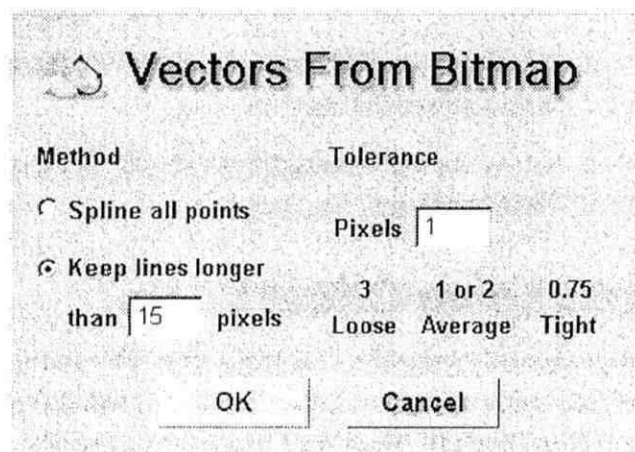 Vectors From Bitmap
Method
Spline all points
Keep lines longer
than 15 pixels
Tolerance
Pixels 1
3 1 or 2 0.75
Loose Average Tight
OK Cancel